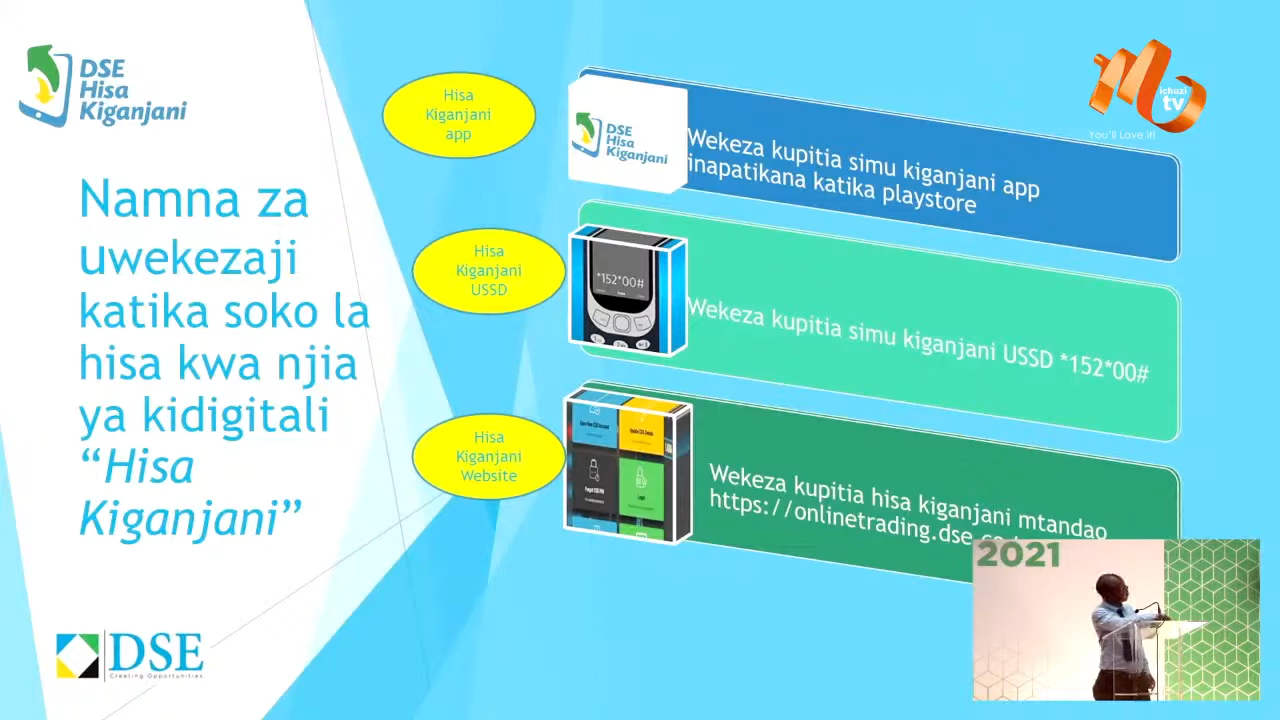 DSE
Hisa
Kiganjani
Namna za
uwekezaji
katika soko la
hisa kwa njia
ya kidigitali
“Hisa
Kiganjani”
DSE
Creating Opportunities
Hisa
Kiganjani
app
DSE
Hisa
Kiganjani
Wekeza kupitia simu kiganjani app
inapatikana katika playstore
Hisa
Kiganjani
USSD
*152*00#
Wekeza kupitia simu kiganjani USSD *152*00#
Hisa
Kiganjani
Website
Wekeza kupitia hisa kiganjani mtandao
https://onlinetrading.dse.co
ichuzi
tv
You'll Love it!
2021